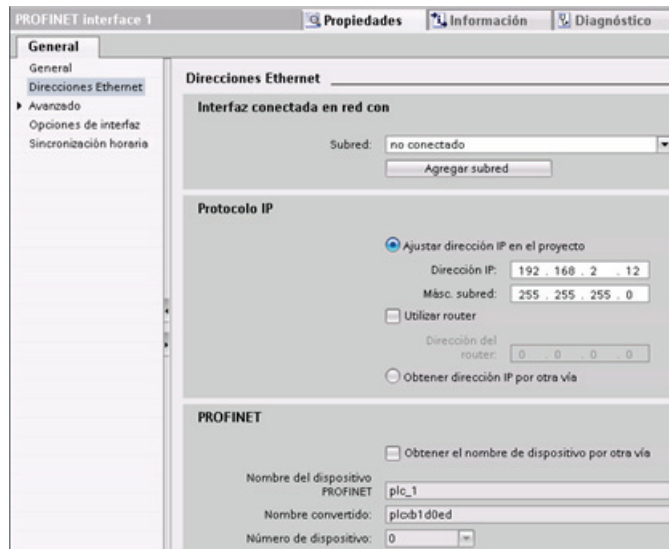 PROFINET interface 1
Propiedades
Información
Diagnóstico
General
General
Direcciones Ethernet
Avanzado
Opciones de interfaz
Sincronización horaria
Direcciones Ethernet
Interfaz conectada en red con
Subred: no conectado
Agregar subred
Protocolo IP
Ajustar dirección IP en el proyecto
Dirección IP: 192 . 168 . 2 . 12
Másc. subred: 255 . 255 . 255 . 0
Utilizar router
Dirección del
router: 0 . 0 . 0 . 0
Obtener dirección IP por otra vía
PROFINET
Obtener el nombre de dispositivo por otra vía
Nombre del dispositivo
PROFINET plc_1
Nombre convertido: plcxb1d0ed
Número de dispositivo: 0